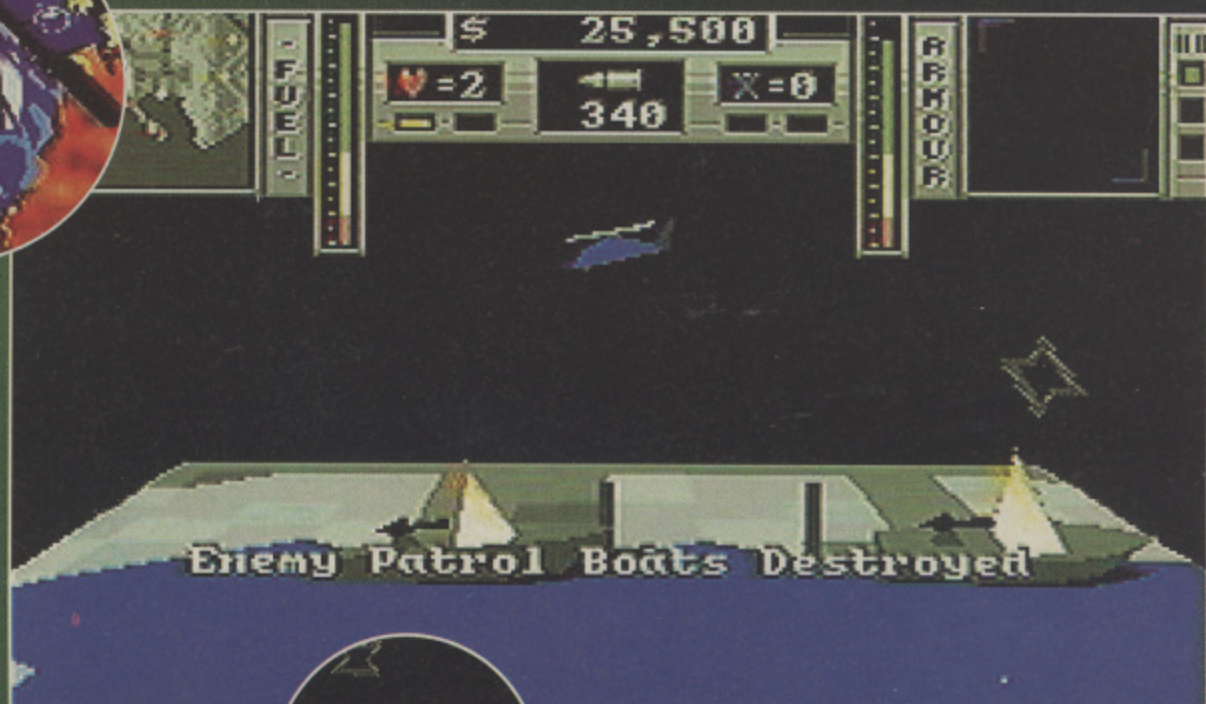 $ 25,500
-FUEL-
=2
340
X=0
ARMOUR
Enemy Patrol Boats Destroyed